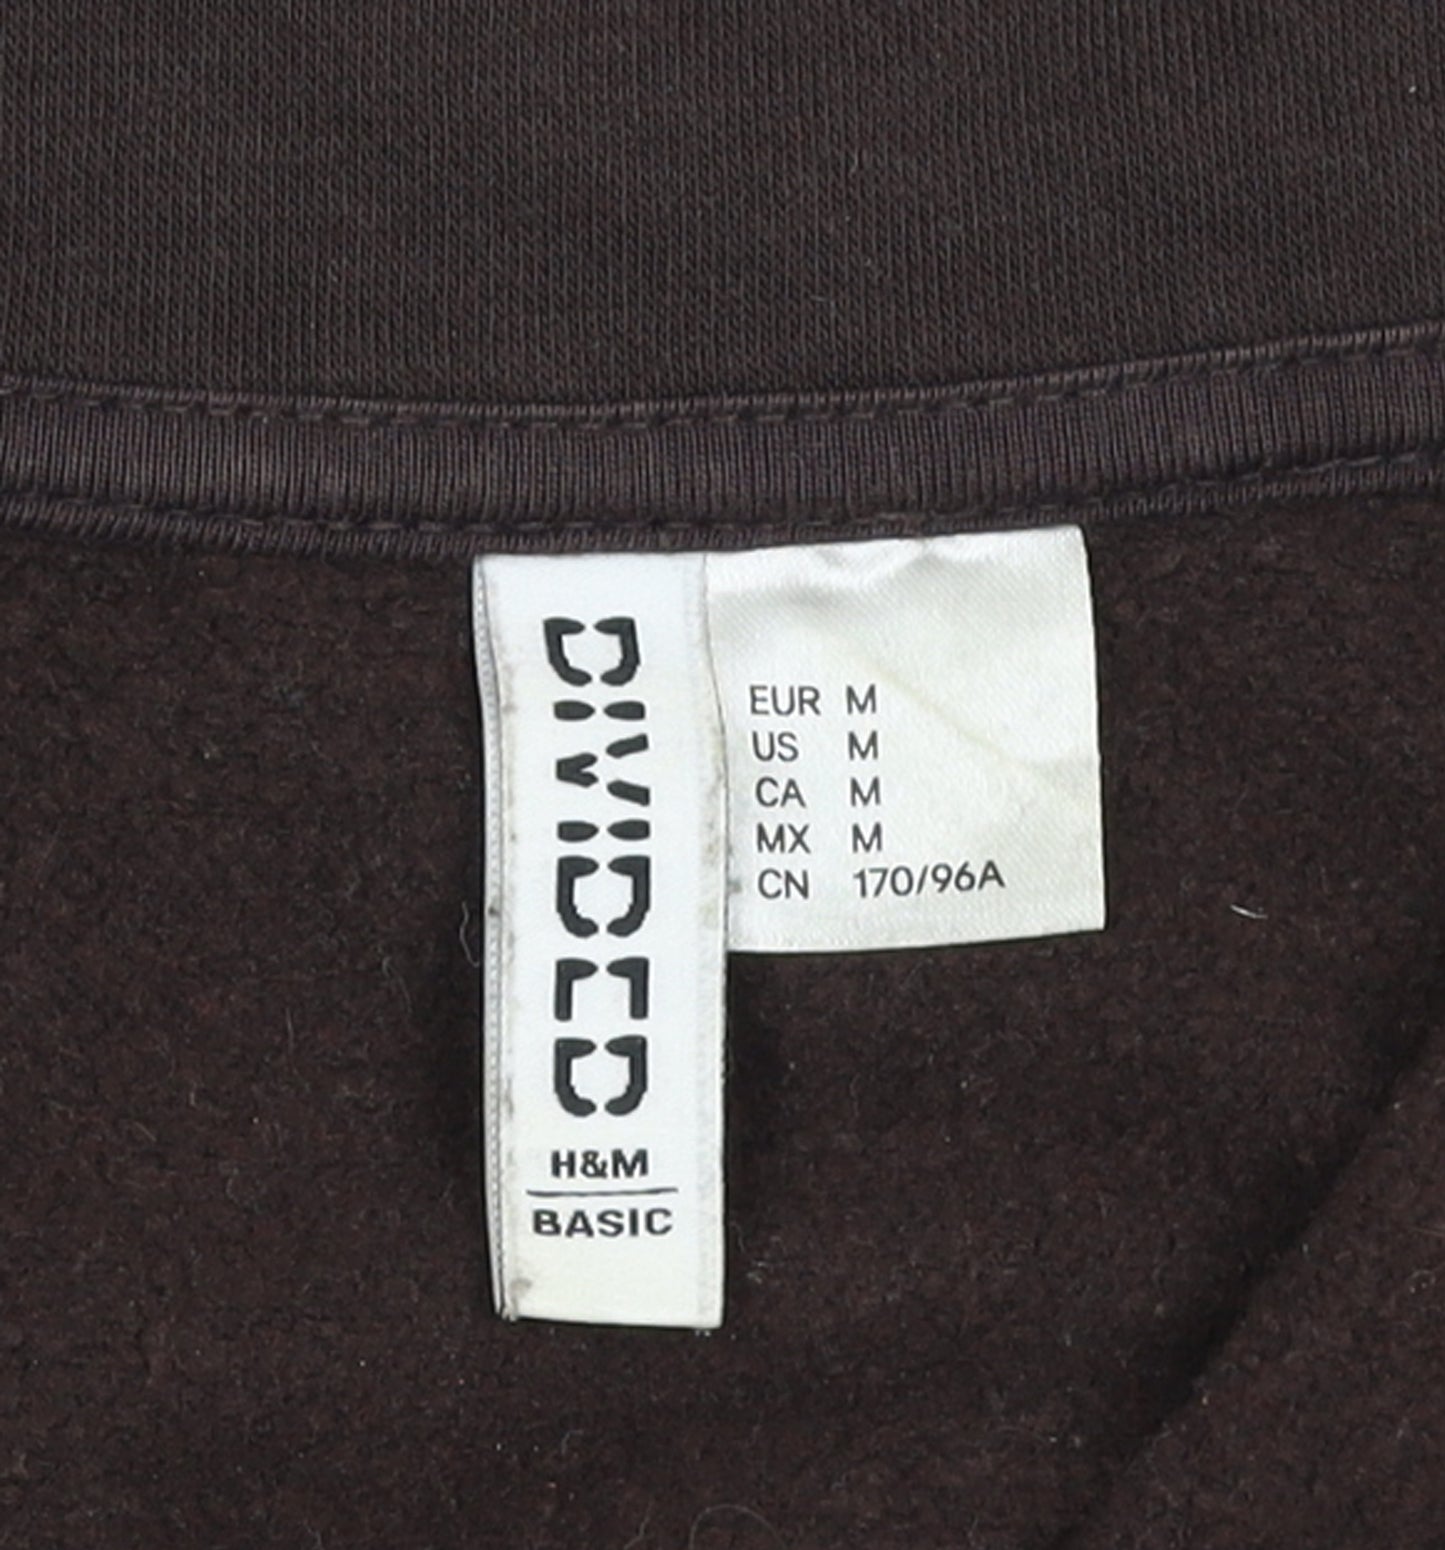 DIVIDED
H&M
BASIC
EUR M
US M
CA M
MX M
CN 170/96A